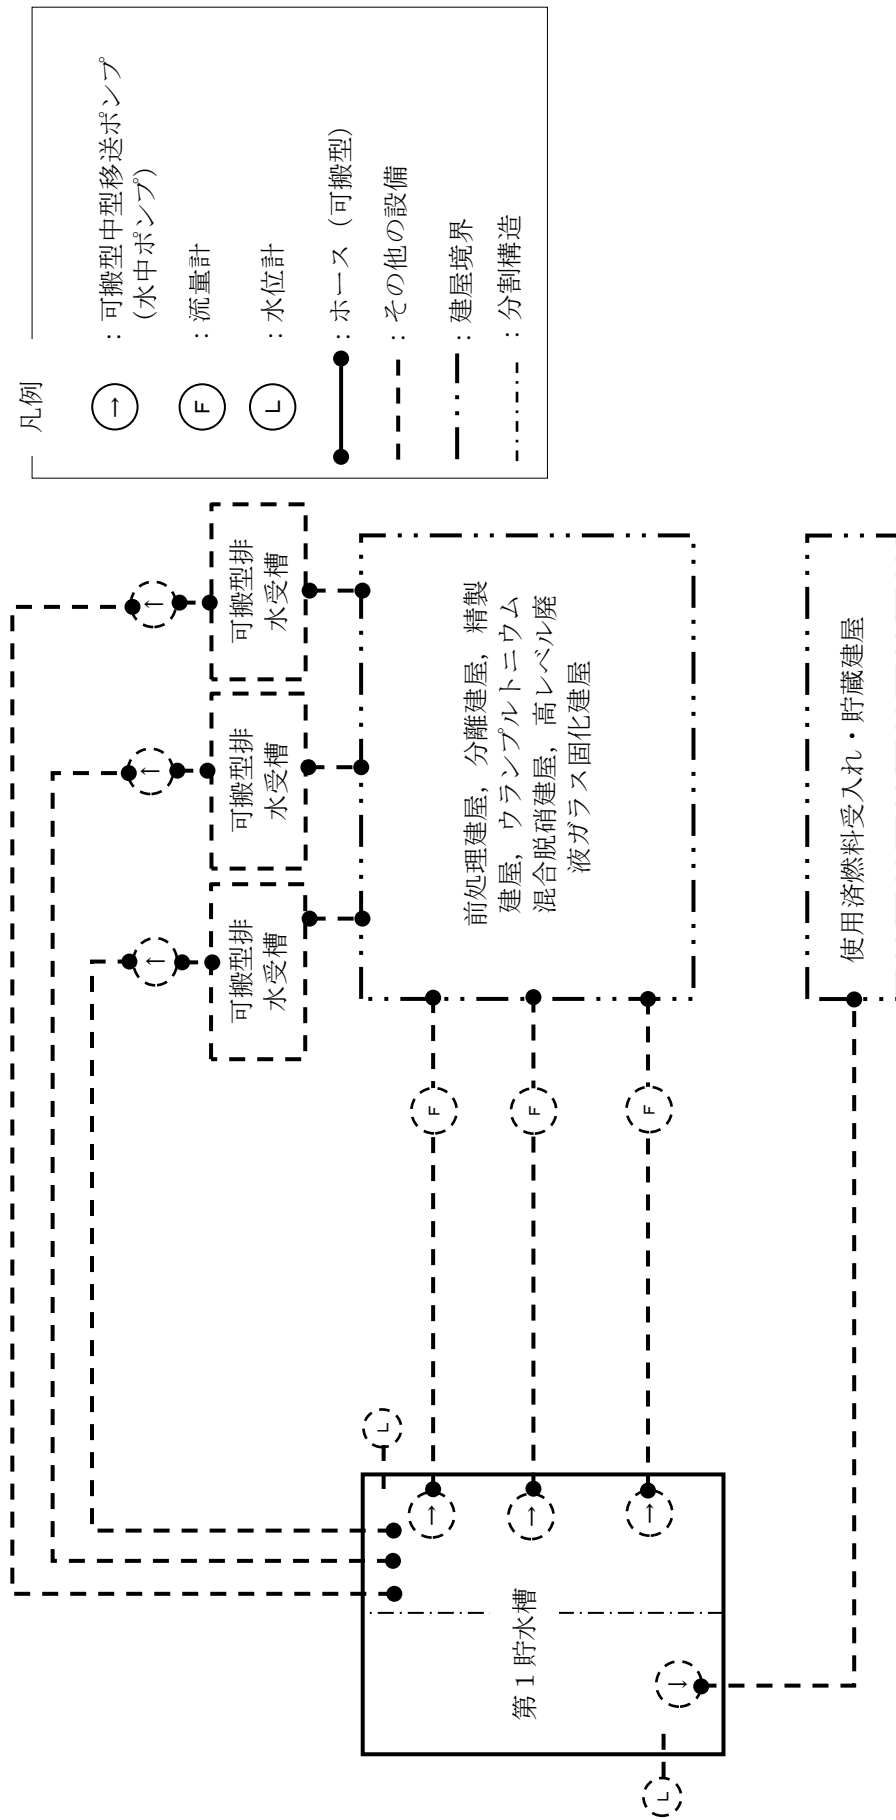 凡例
→
：可搬型中型移送ポンプ
（水中ポンプ）
F
：流量計
L
：水位計
：ホース（可搬型）
：その他の設備
：建屋境界
：分割構造
→
→
→
可搬型排
水受槽
可搬型排
水受槽
可搬型排
水受槽
前処理建屋，分離建屋，精製
建屋，ウランプルトニウム
混合脱硝建屋，高レベル廃
液ガラス固化建屋
F
F
F
使用済燃料受入れ・貯蔵建屋
L
→
→
→
第１貯水槽
←
L